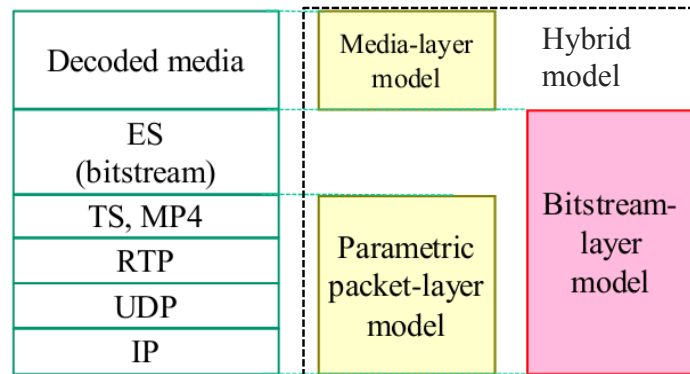 Decoded media
ES
(bitstream)
TS, MP4
RTP
UDP
IP
Media-layer
model
Parametric
packet-layer
model
Hybrid
model
Bitstream-
layer
model